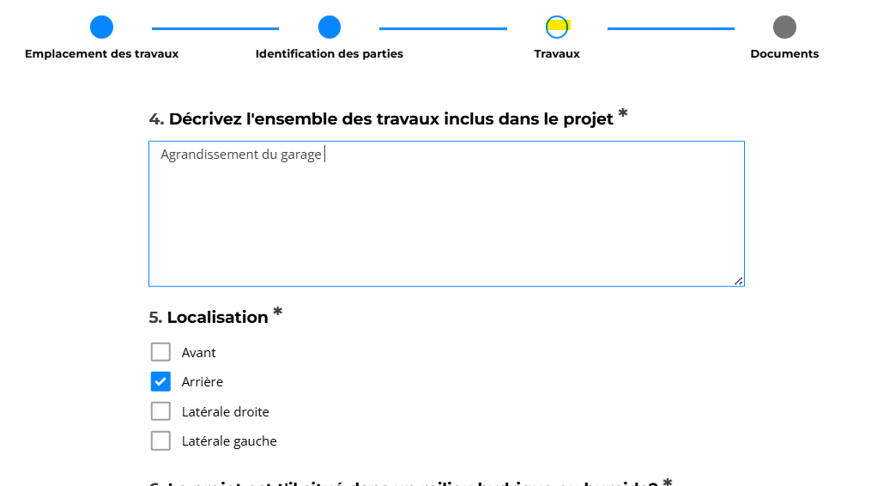 Emplacement des travaux
Identification des parties
Travaux
Documents
4. Décrivez l'ensemble des travaux inclus dans le projet *
Agrandissement du garage
5. Localisation *
Avant
Arrière
Latérale droite
Latérale gauche
6. Le projet est-il situé dans un milieu hydrique ou humide? *